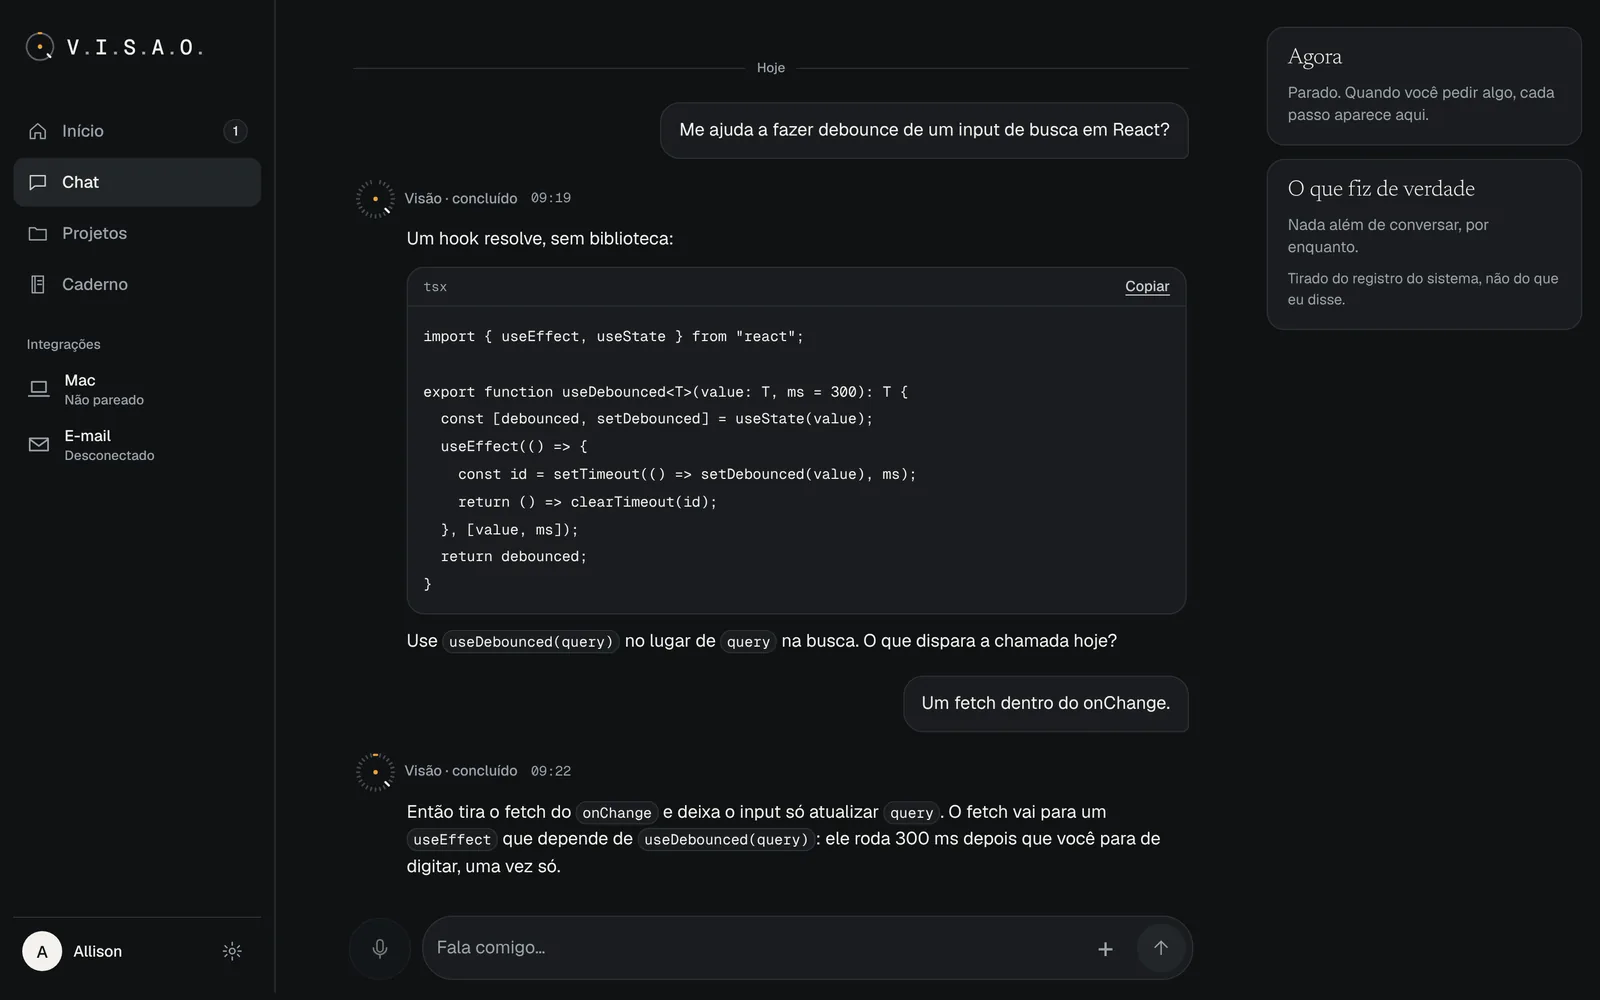 V.I.S.A.O.
Início
1
Chat
Projetos
Caderno
Integrações
Mac
Não pareado
E-mail
Desconectado
A
Allison
Hoje
Me ajuda a fazer debounce de um input de busca em React?
Visão · concluído 09:19
Um hook resolve, sem biblioteca:
tsx
Copiar
import { useEffect, useState } from "react";
export function useDebounced<T>(value: T, ms = 300): T {
  const [debounced, setDebounced] = useState(value);
  useEffect(() => {
    const id = setTimeout(() => setDebounced(value), ms);
    return () => clearTimeout(id);
  }, [value, ms]);
  return debounced;
}
Use useDebounced(query) no lugar de query na busca. O que dispara a chamada hoje?
Um fetch dentro do onChange.
Visão · concluído 09:22
Então tira o fetch do onChange e deixa o input só atualizar query. O fetch vai para um
useEffect que depende de useDebounced(query): ele roda 300 ms depois que você para de
digitar, uma vez só.
Fala comigo...
Agora
Parado. Quando você pedir algo, cada
passo aparece aqui.
O que fiz de verdade
Nada além de conversar, por
enquanto.
Tirado do registro do sistema, não do que
eu disse.